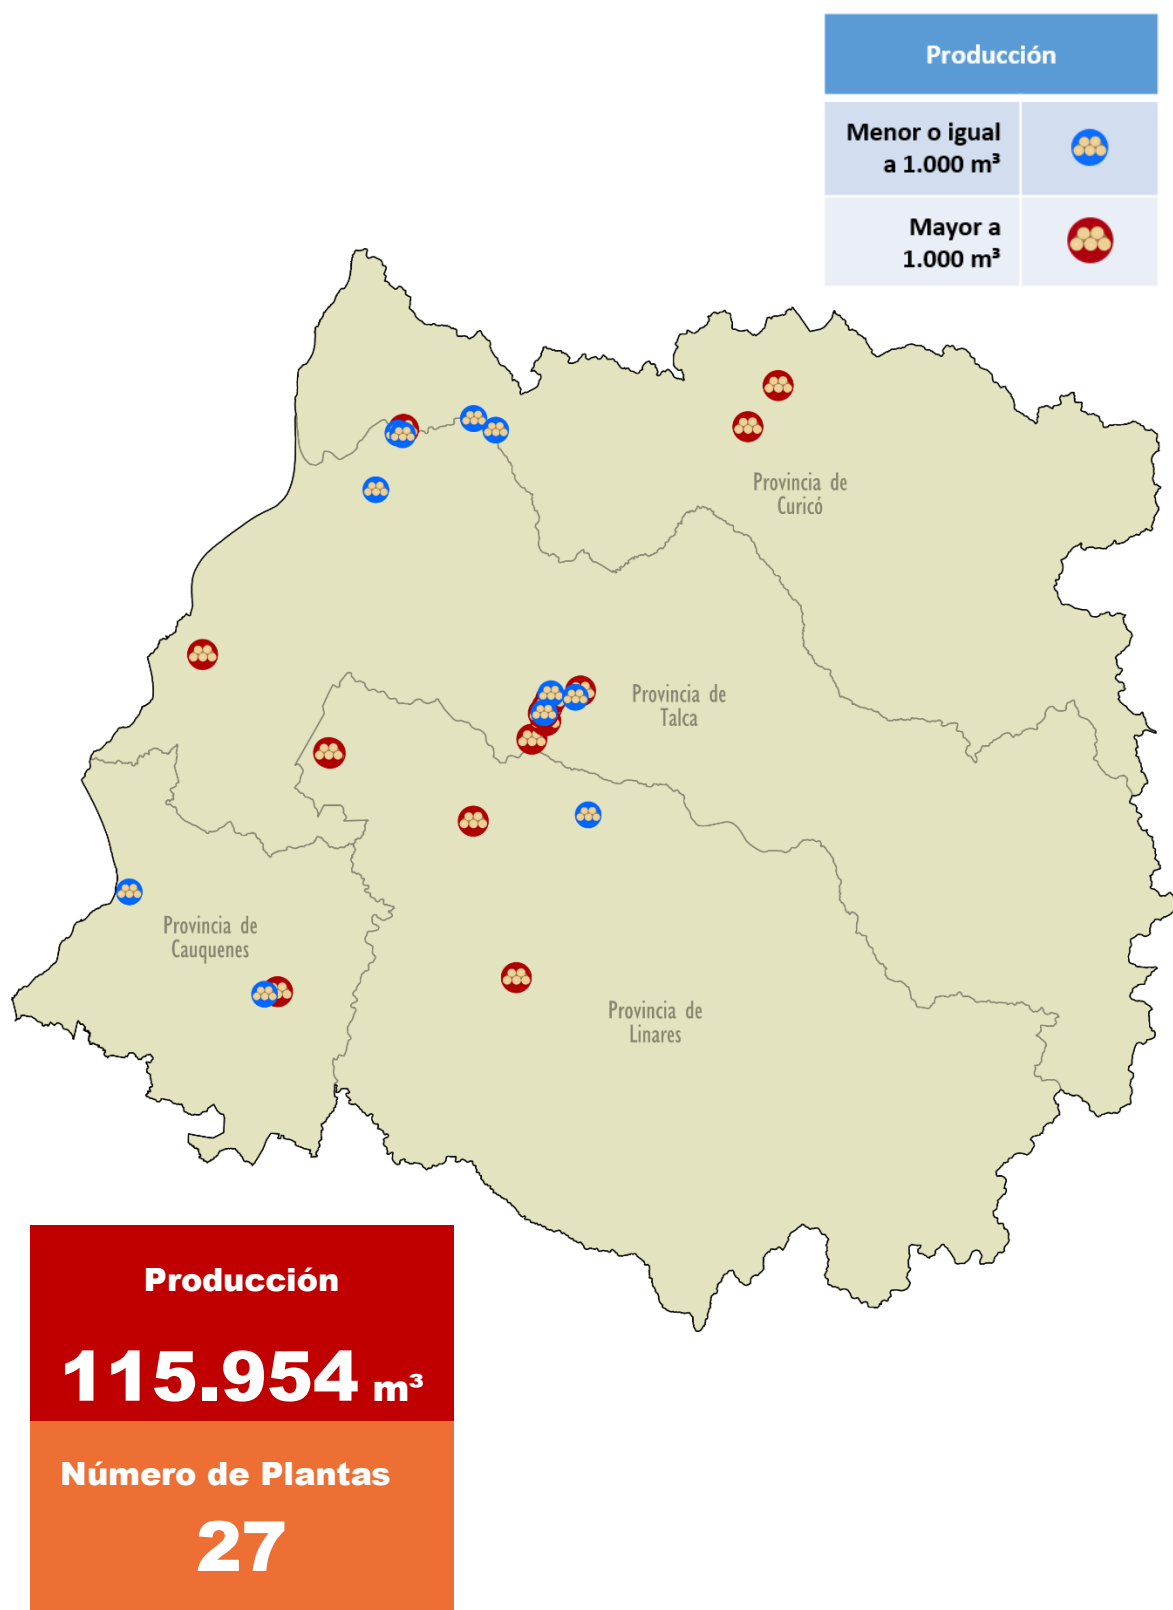 Producción
Menor o igual
a 1.000 m³
Mayor a
1.000 m³
Provincia de
Curicó
Provincia de
Talca
Provincia de
Cauquenes
Provincia de
Linares
Producción
115.954 m³
Número de Plantas
27